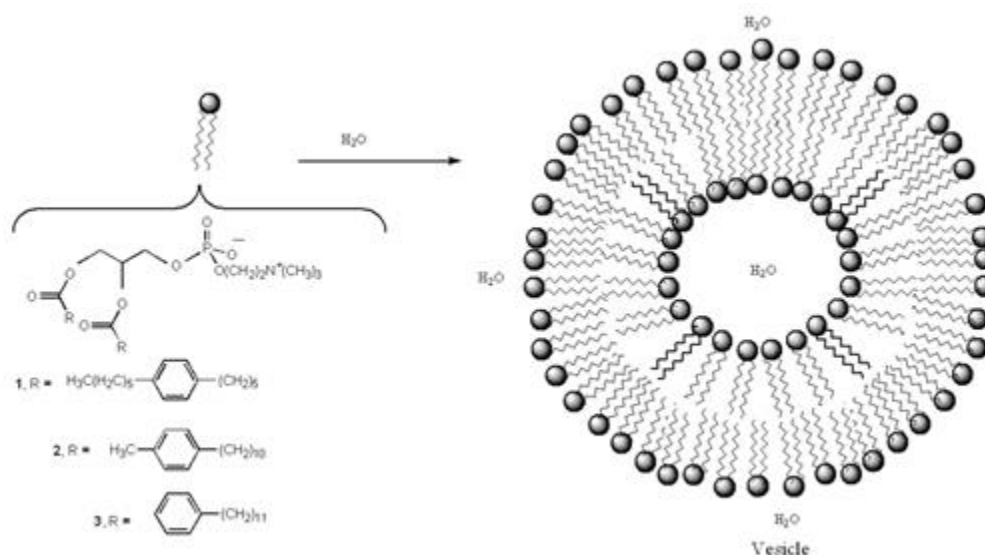 H₂O
H₂O
H₂O
H₂O
H₂O
O
P
O
O
O(CH₂)₂N⁺(CH₃)₃
O
O
O
O
R
R
1, R = H₃C(H₂C)₅ (CH₂)₆
2, R = H₃C (CH₂)₁₀
3, R = (CH₂)₁₁
Vesicle